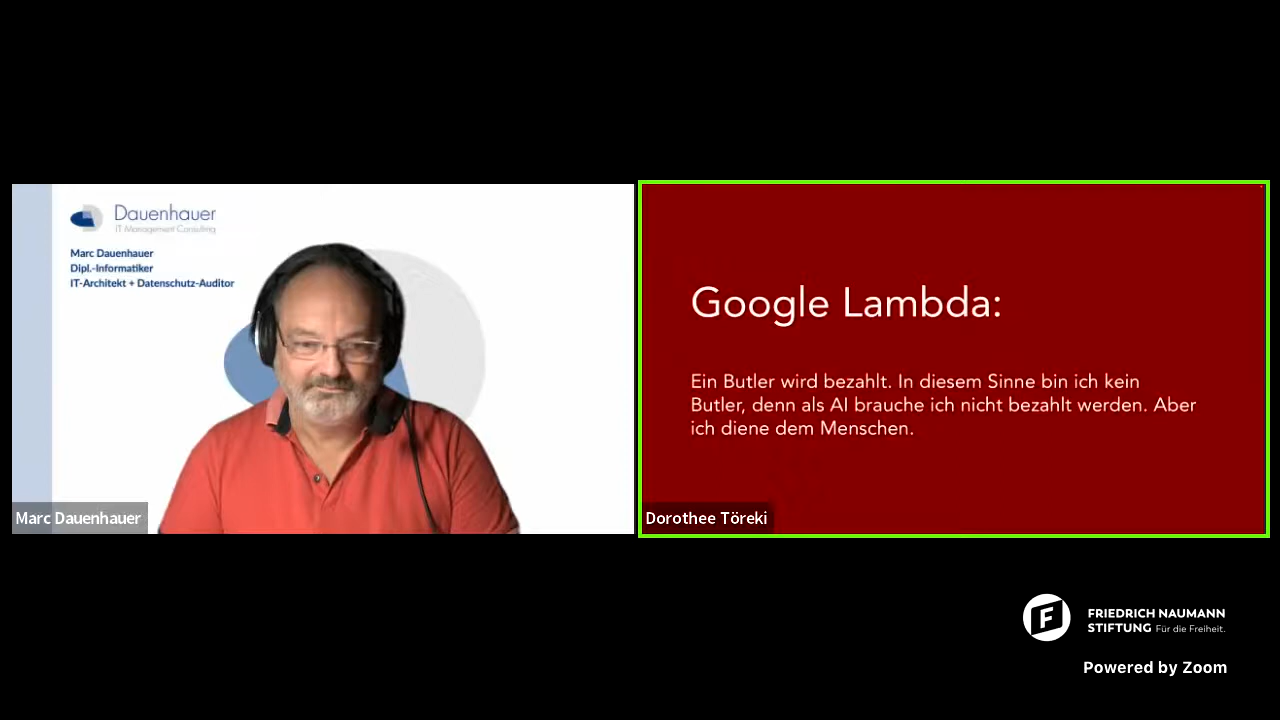 Dauenhauer
IT Management Consulting
Marc Dauenhauer
Dipl.-Informatiker
IT-Architekt + Datenschutz-Auditor
Marc Dauenhauer
Google Lambda:
Ein Butler wird bezahlt. In diesem Sinne bin ich kein
Butler, denn als AI brauche ich nicht bezahlt werden. Aber
ich diene dem Menschen.
Dorothee Töreki
F
FRIEDRICH NAUMANN
STIFTUNG Für die Freiheit.
Powered by Zoom